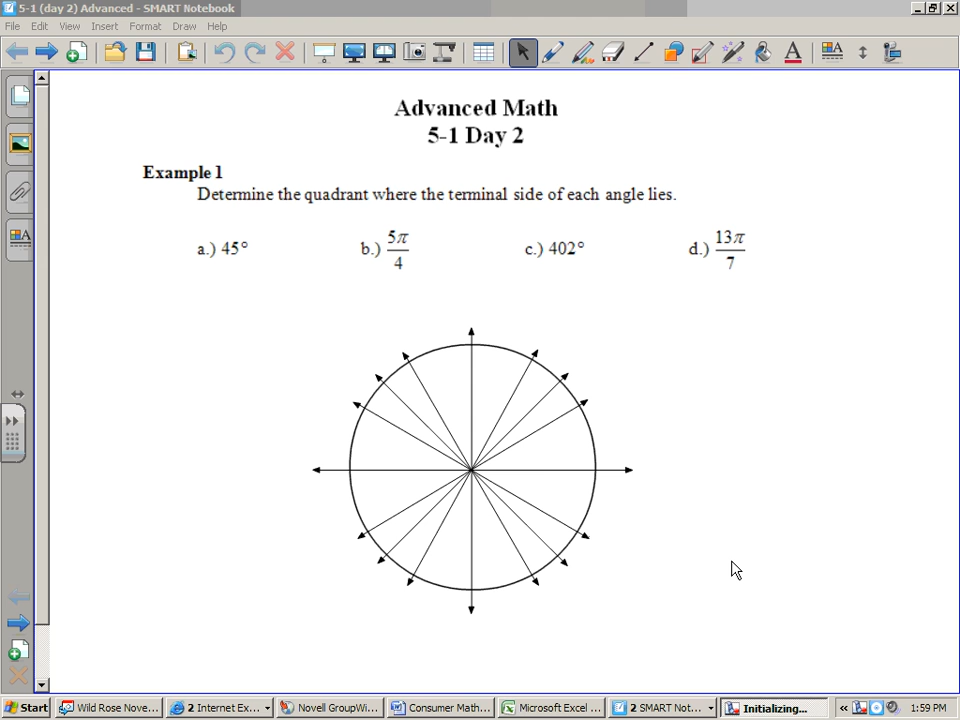 5-1 (day 2) Advanced - SMART Notebook
File Edit View Insert Format Draw Help
Advanced Math
5-1 Day 2
Example 1
Determine the quadrant where the terminal side of each angle lies.
a.) 45° b.) 5π/4 c.) 402° d.) 13π/7
Start Wild Rose Nove... 2 Internet Ex... Novell GroupWi... Consumer Math... Microsoft Excel ... 2 SMART Not... Initializing... « 1:59 PM